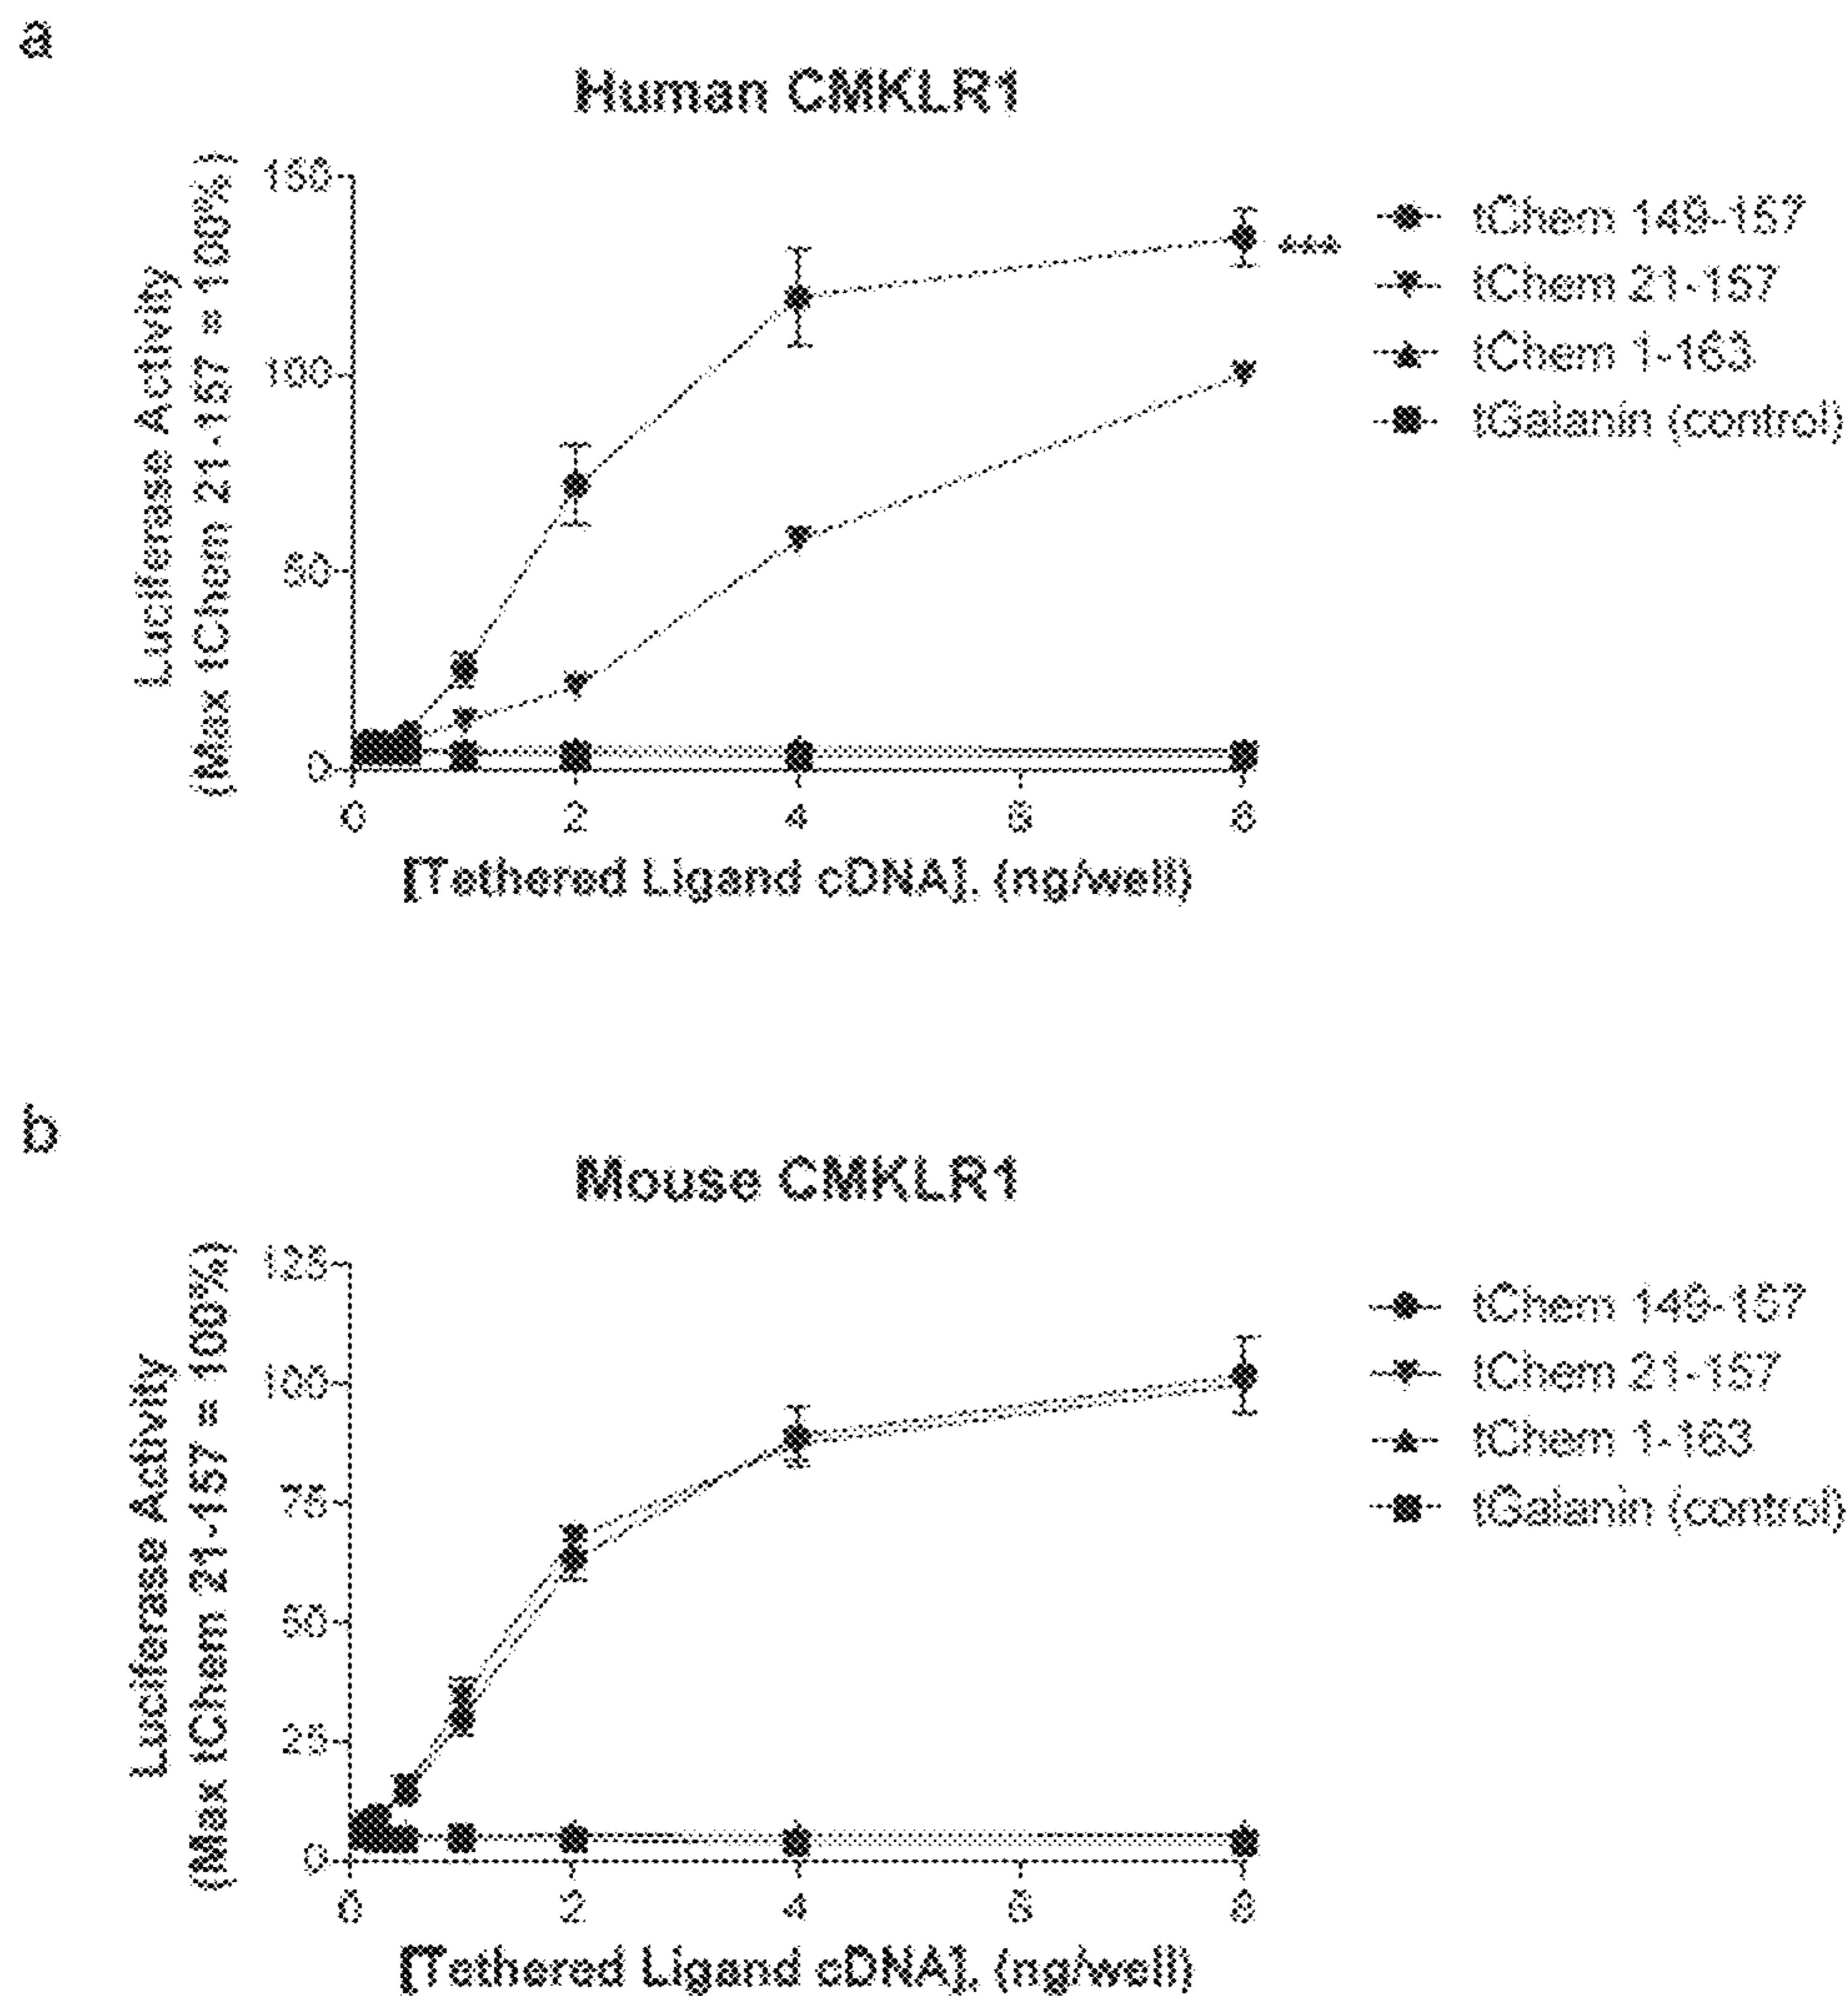 a
Human CMKLR1
Luciferase Activity
(Max tChem 21-157 = 100%)
150
100
50
0
0 2 4 6 8
[Tethered Ligand cDNA], (ng/well)
***
tChem 149-157
tChem 21-157
tChem 1-163
tGalanin (control)
b
Mouse CMKLR1
Luciferase Activity
(Max tChem 21-157 = 100%)
125
100
75
50
25
0
0 2 4 6 8
[Tethered Ligand cDNA], (ng/well)
tChem 149-157
tChem 21-157
tChem 1-163
tGalanin (control)